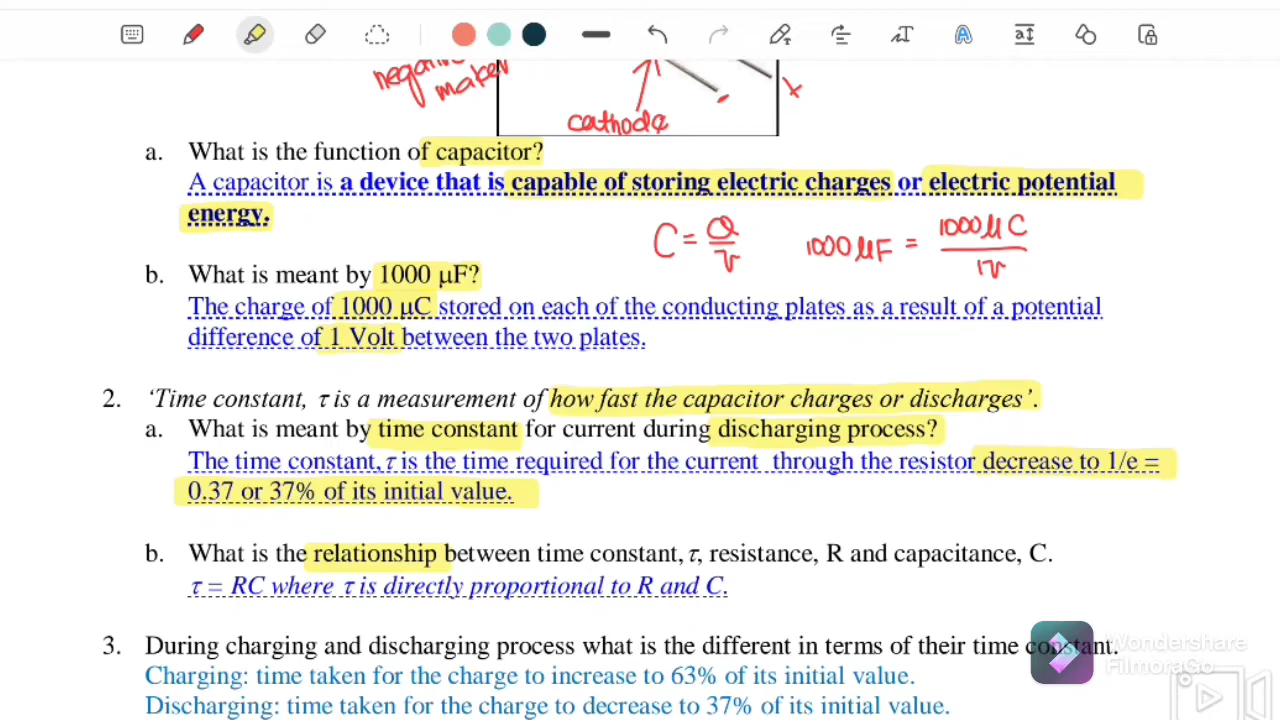 negative
maker
cathode
x
a. What is the function of capacitor?
A capacitor is a device that is capable of storing electric charges or electric potential
energy.
C = Q/V 1000 μF = 1000 μC / 1V
b. What is meant by 1000 μF?
The charge of 1000 μC stored on each of the conducting plates as a result of a potential
difference of 1 Volt between the two plates.
2. ‘Time constant, τ is a measurement of how fast the capacitor charges or discharges’.
a. What is meant by time constant for current during discharging process?
The time constant, τ is the time required for the current through the resistor decrease to 1/e =
0.37 or 37% of its initial value.
b. What is the relationship between time constant, τ, resistance, R and capacitance, C.
τ = RC where τ is directly proportional to R and C.
3. During charging and discharging process what is the different in terms of their time constant.
Charging: time taken for the charge to increase to 63% of its initial value.
Discharging: time taken for the charge to decrease to 37% of its initial value.
Wondershare
FilmoraGo